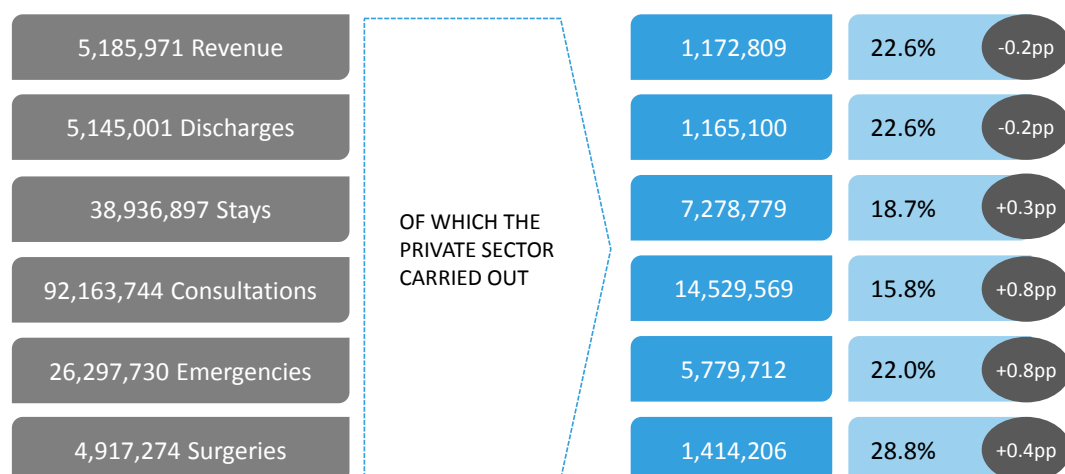 5,185,971 Revenue
1,172,809
22.6%
-0.2pp
5,145,001 Discharges
1,165,100
22.6%
-0.2pp
38,936,897 Stays
OF WHICH THE
PRIVATE SECTOR
CARRIED OUT
7,278,779
18.7%
+0.3pp
92,163,744 Consultations
14,529,569
15.8%
+0.8pp
26,297,730 Emergencies
5,779,712
22.0%
+0.8pp
4,917,274 Surgeries
1,414,206
28.8%
+0.4pp